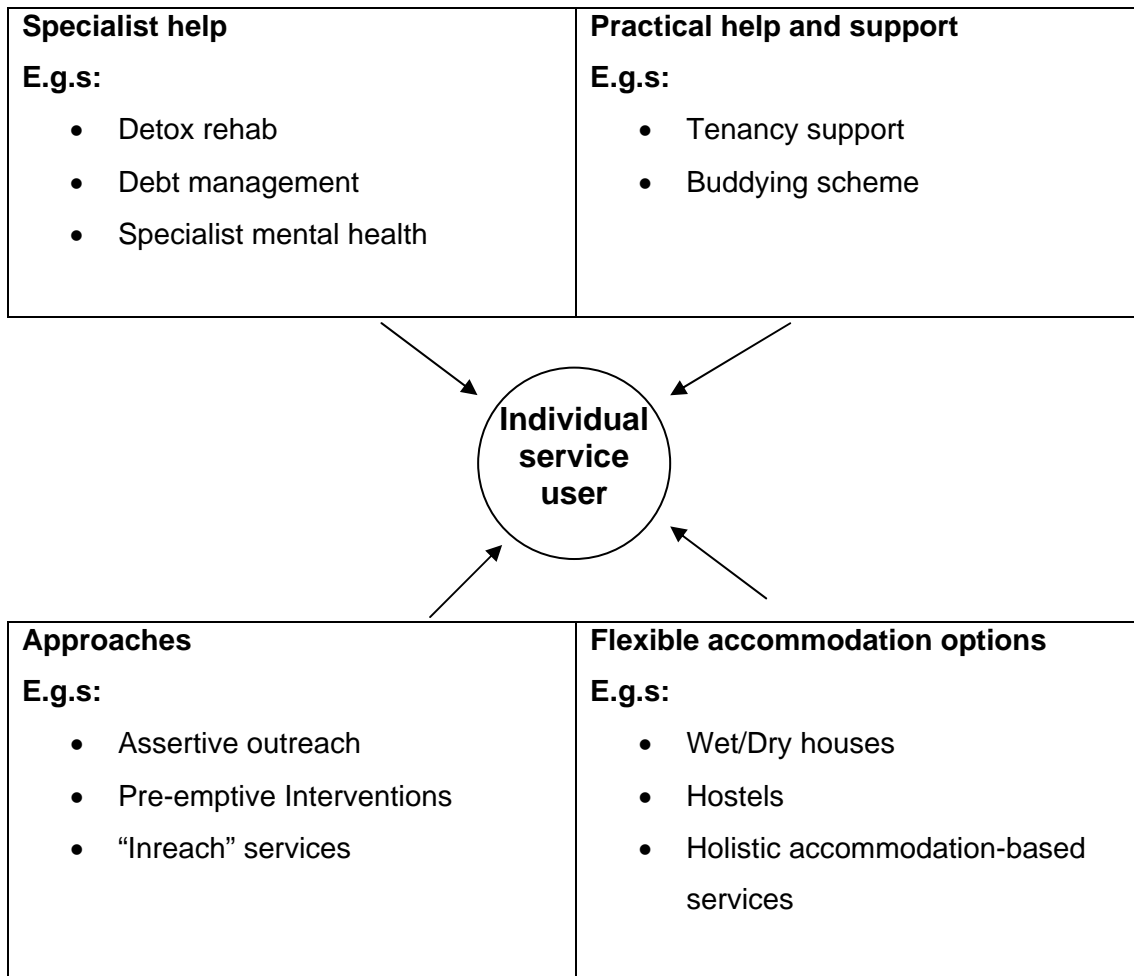 Specialist help
E.g.s:
• Detox rehab
• Debt management
• Specialist mental health
Practical help and support
E.g.s:
• Tenancy support
• Buddying scheme
Individual
service
user
Approaches
E.g.s:
• Assertive outreach
• Pre-emptive Interventions
• “Inreach” services
Flexible accommodation options
E.g.s:
• Wet/Dry houses
• Hostels
• Holistic accommodation-based
services